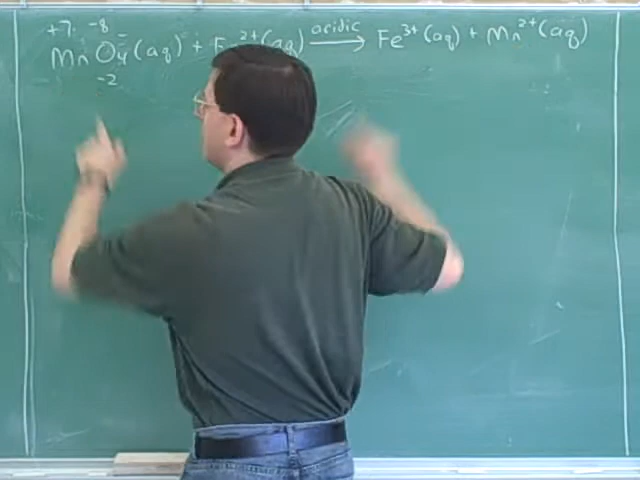 +7 -8 acidic
MnO₄⁻(aq) + Fe²⁺(aq) → Fe³⁺(aq) + Mn²⁺(aq)
-2